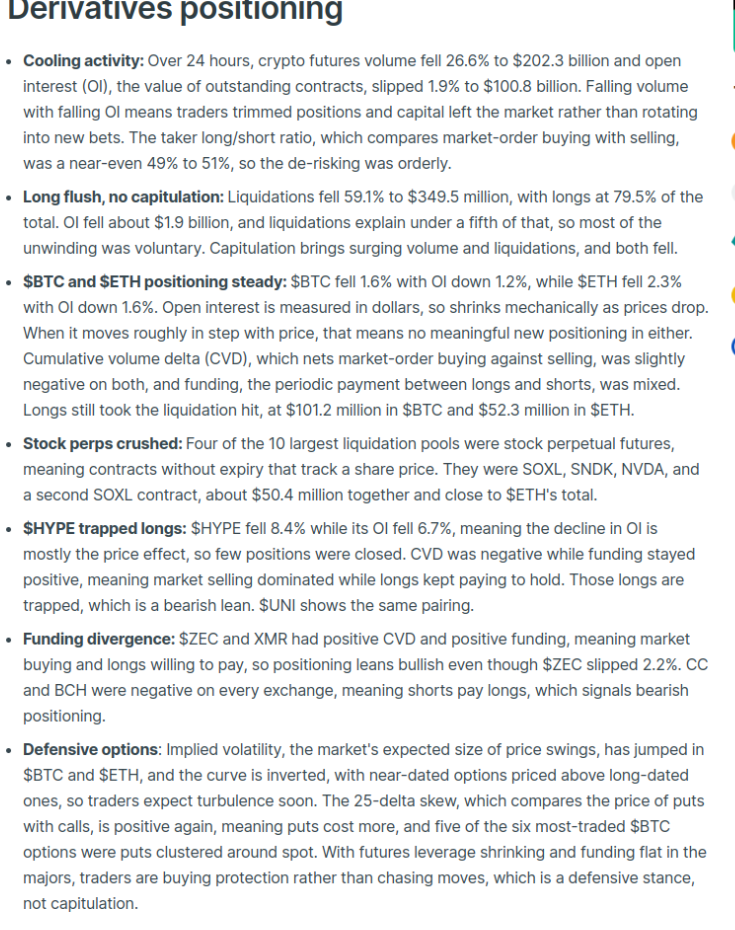 Derivatives positioning
• Cooling activity: Over 24 hours, crypto futures volume fell 26.6% to $202.3 billion and open
interest (OI), the value of outstanding contracts, slipped 1.9% to $100.8 billion. Falling volume
with falling OI means traders trimmed positions and capital left the market rather than rotating
into new bets. The taker long/short ratio, which compares market-order buying with selling,
was a near-even 49% to 51%, so the de-risking was orderly.
• Long flush, no capitulation: Liquidations fell 59.1% to $349.5 million, with longs at 79.5% of the
total. OI fell about $1.9 billion, and liquidations explain under a fifth of that, so most of the
unwinding was voluntary. Capitulation brings surging volume and liquidations, and both fell.
• $BTC and $ETH positioning steady: $BTC fell 1.6% with OI down 1.2%, while $ETH fell 2.3%
with OI down 1.6%. Open interest is measured in dollars, so shrinks mechanically as prices drop.
When it moves roughly in step with price, that means no meaningful new positioning in either.
Cumulative volume delta (CVD), which nets market-order buying against selling, was slightly
negative on both, and funding, the periodic payment between longs and shorts, was mixed.
Longs still took the liquidation hit, at $101.2 million in $BTC and $52.3 million in $ETH.
• Stock perps crushed: Four of the 10 largest liquidation pools were stock perpetual futures,
meaning contracts without expiry that track a share price. They were SOXL, SNDK, NVDA, and
a second SOXL contract, about $50.4 million together and close to $ETH's total.
• $HYPE trapped longs: $HYPE fell 8.4% while its OI fell 6.7%, meaning the decline in OI is
mostly the price effect, so few positions were closed. CVD was negative while funding stayed
positive, meaning market selling dominated while longs kept paying to hold. Those longs are
trapped, which is a bearish lean. $UNI shows the same pairing.
• Funding divergence: $ZEC and XMR had positive CVD and positive funding, meaning market
buying and longs willing to pay, so positioning leans bullish even though $ZEC slipped 2.2%. CC
and BCH were negative on every exchange, meaning shorts pay longs, which signals bearish
positioning.
• Defensive options: Implied volatility, the market's expected size of price swings, has jumped in
$BTC and $ETH, and the curve is inverted, with near-dated options priced above long-dated
ones, so traders expect turbulence soon. The 25-delta skew, which compares the price of puts
with calls, is positive again, meaning puts cost more, and five of the six most-traded $BTC
options were puts clustered around spot. With futures leverage shrinking and funding flat in the
majors, traders are buying protection rather than chasing moves, which is a defensive stance,
not capitulation.